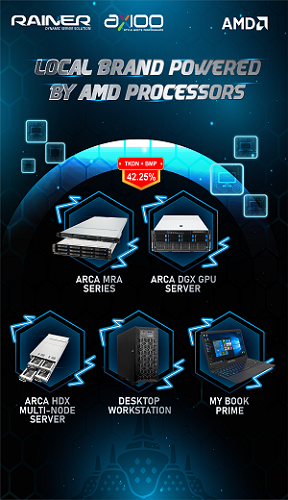 RAINER
DYNAMIC SERVER SOLUTION
axioo
AMD
LOCAL BRAND POWERED
BY AMD PROCESSORS
TKDN + BMP
42.25%
ARCA MRA
SERIES
ARCA DGX GPU
SERVER
ARCA HDX
MULTI-NODE
SERVER
DESKTOP
WORKSTATION
MY BOOK
PRIME